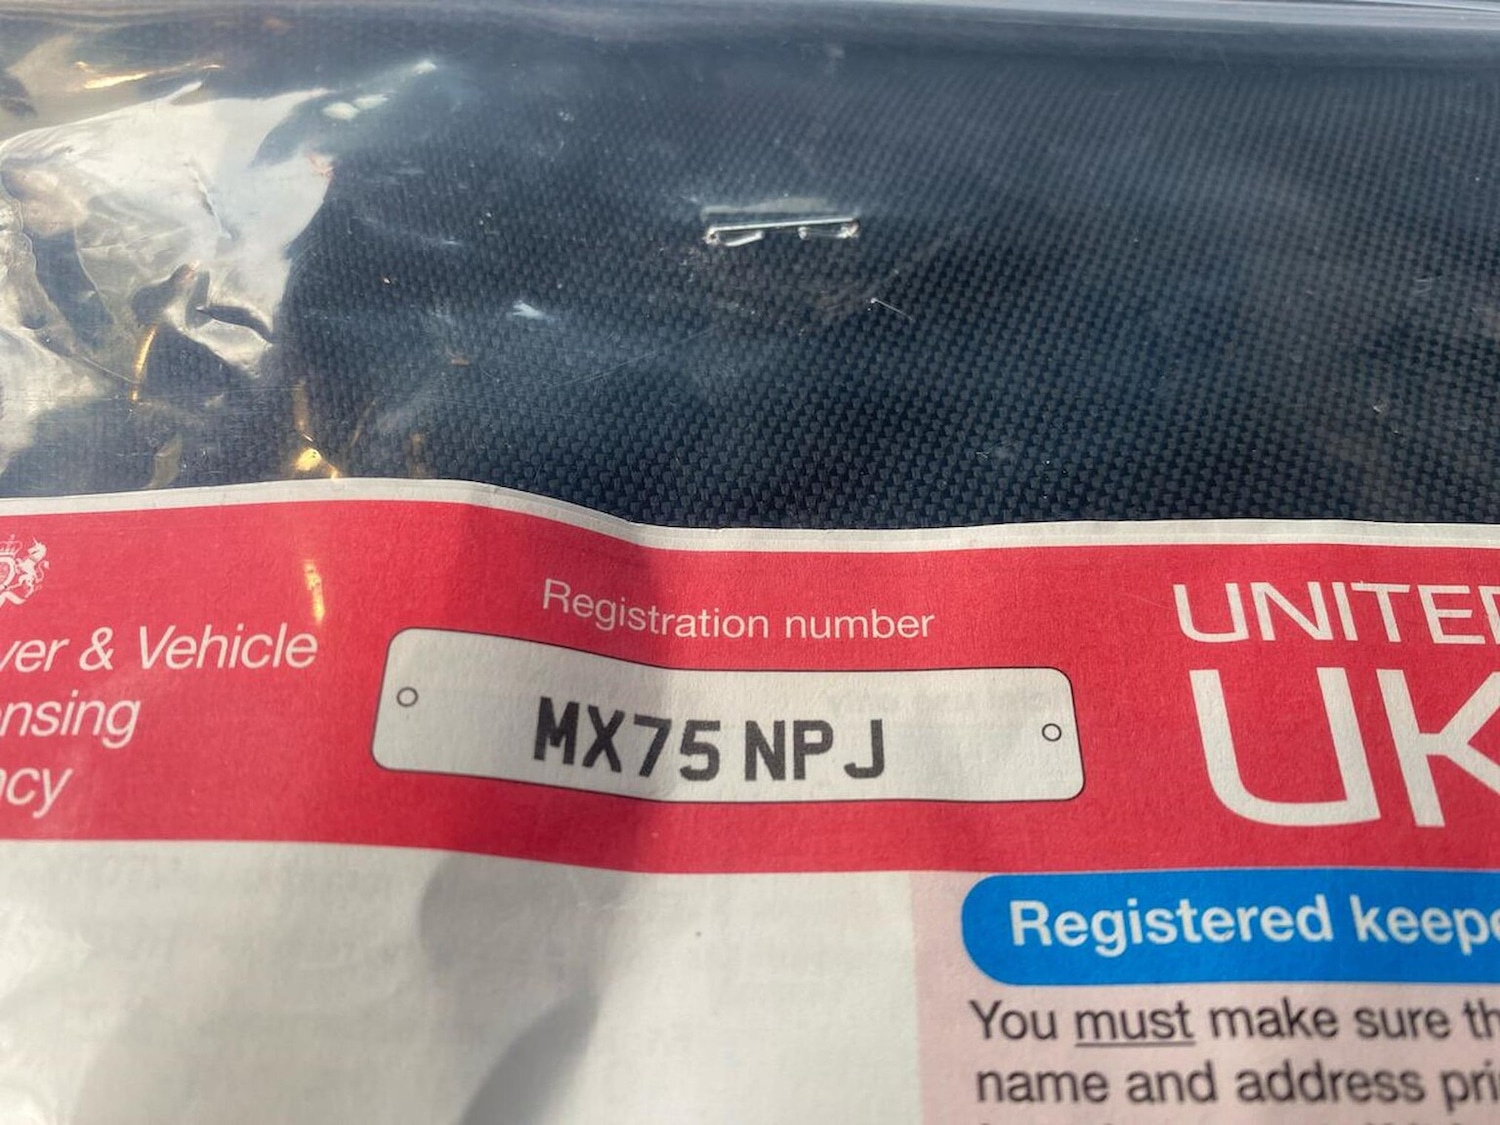 Registration number
MX75 NPJ
ver & Vehicle
ensing
ncy
UNITED
UK
Registered keepe
You must make sure th
name and address pri